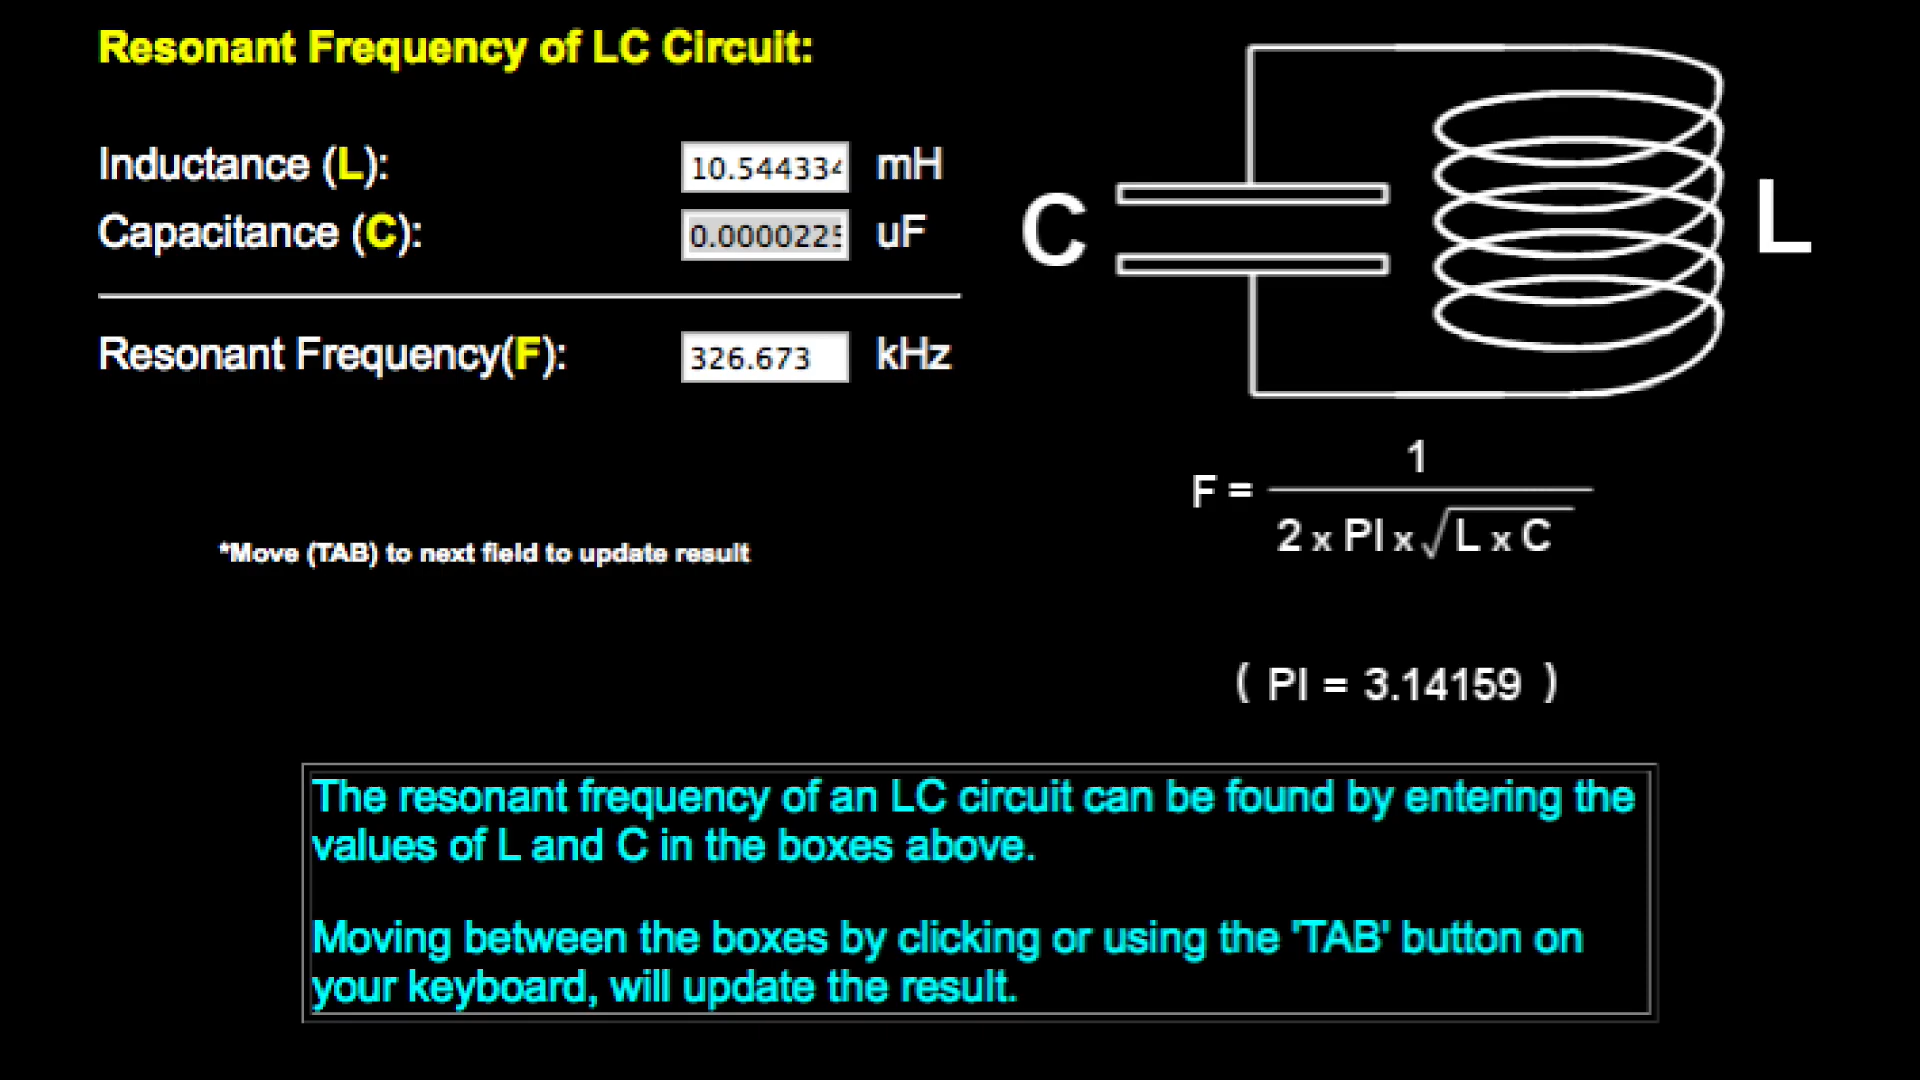 Resonant Frequency of LC Circuit:
Inductance (L): 10.544334 mH
Capacitance (C): 0.0000225 uF
Resonant Frequency(F): 326.673 kHz
*Move (TAB) to next field to update result
C
L
1
F =
2 x PI x √L x C
( PI = 3.14159 )
The resonant frequency of an LC circuit can be found by entering the
values of L and C in the boxes above.
Moving between the boxes by clicking or using the 'TAB' button on
your keyboard, will update the result.